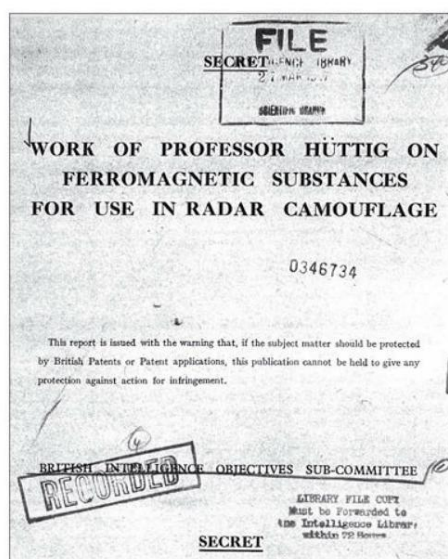 FILE
SECRET
LIBRARY
WORK OF PROFESSOR HÜTTIG ON
FERROMAGNETIC SUBSTANCES
FOR USE IN RADAR CAMOUFLAGE
0346734
This report is issued with the warning that, if the subject matter should be protected
by British Patents or Patent applications, this publication cannot be held to give any
protection against action for infringement.
BRITISH INTELLIGENCE OBJECTIVES SUB-COMMITTEE
RECORDED
LIBRARY FILE COPY
Must be Forwarded to
the Intelligence Library
within 72 Hours
SECRET